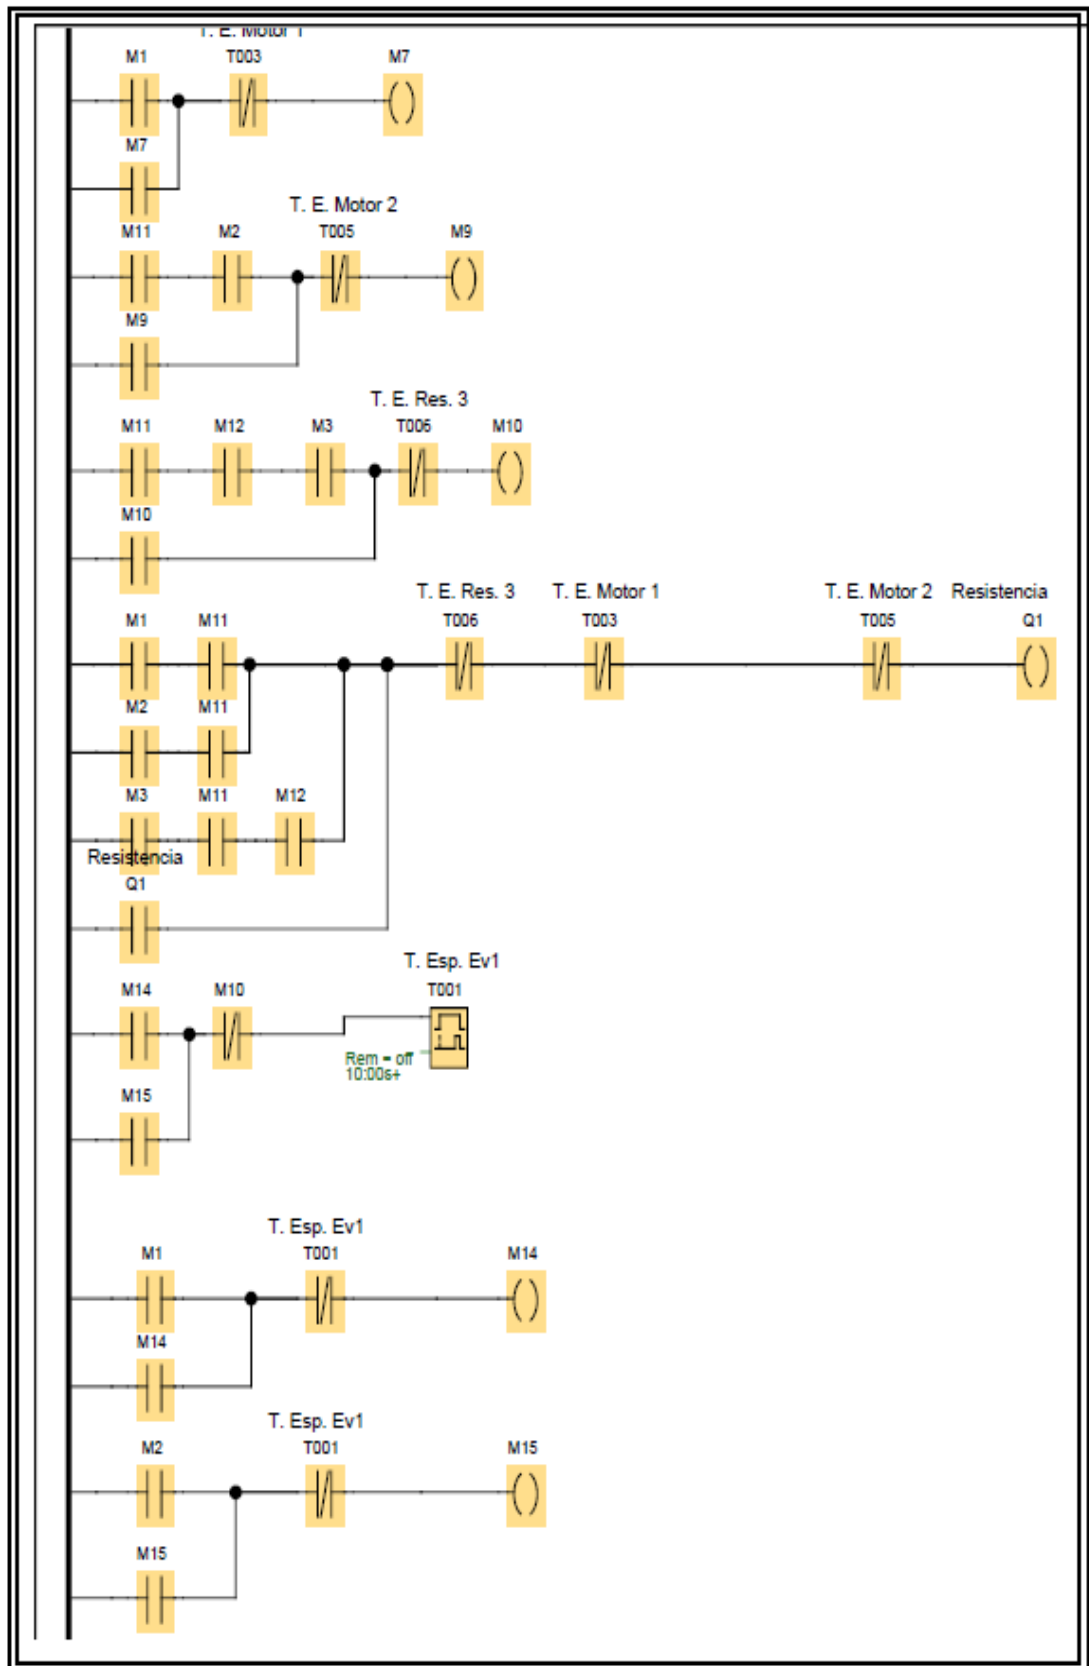 T. E. Motor 1
M1 T003 M7
M7
T. E. Motor 2
M11 M2 T005 M9
M9
T. E. Res. 3
M11 M12 M3 T006 M10
M10
T. E. Res. 3 T. E. Motor 1 T. E. Motor 2 Resistencia
M1 M11 T006 T003 T005 Q1
M2 M11
M3 M11 M12
Resistencia
Q1
T. Esp. Ev1
M14 M10 T001
Rem = off
10:00s+
M15
T. Esp. Ev1
M1 T001 M14
M14
T. Esp. Ev1
M2 T001 M15
M15